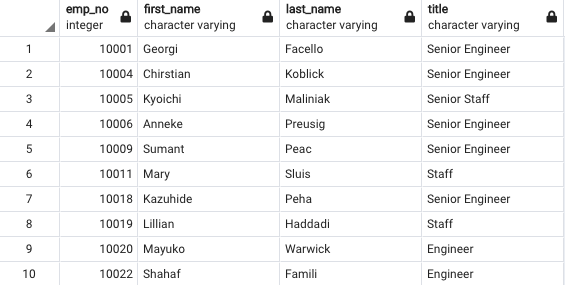 emp_no first_name last_name title
integer character varying character varying character varying
1 10001 Georgi Facello Senior Engineer
2 10004 Chirstian Koblick Senior Engineer
3 10005 Kyoichi Maliniak Senior Staff
4 10006 Anneke Preusig Senior Engineer
5 10009 Sumant Peac Senior Engineer
6 10011 Mary Sluis Staff
7 10018 Kazuhide Peha Senior Engineer
8 10019 Lillian Haddadi Staff
9 10020 Mayuko Warwick Engineer
10 10022 Shahaf Famili Engineer